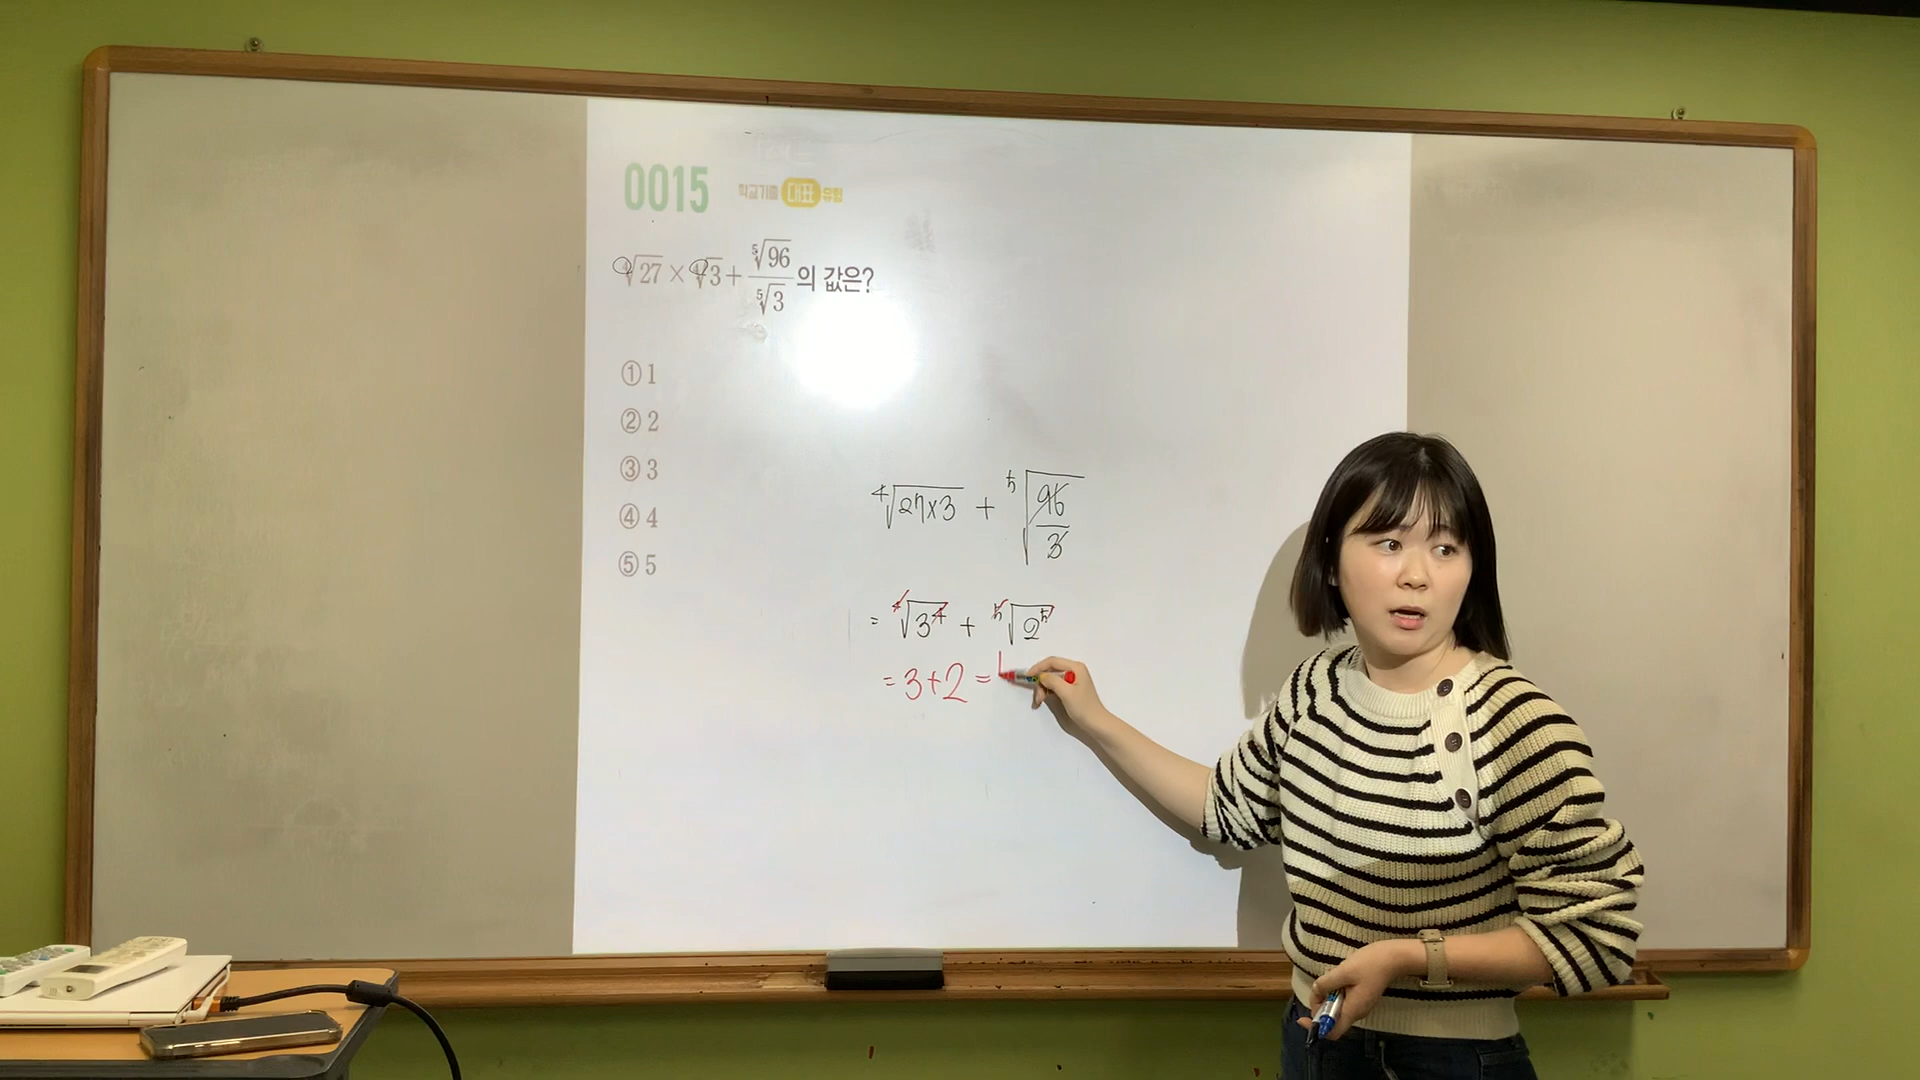 0015 학교기출 대표 유형
∜27 × ∜3 + ⁵√96 / ⁵√3 의 값은?
① 1
② 2
③ 3
④ 4
⑤ 5
⁴√27×3 + ⁵√96/3
= ⁴√3⁴ + ⁵√2⁵
= 3+2 =